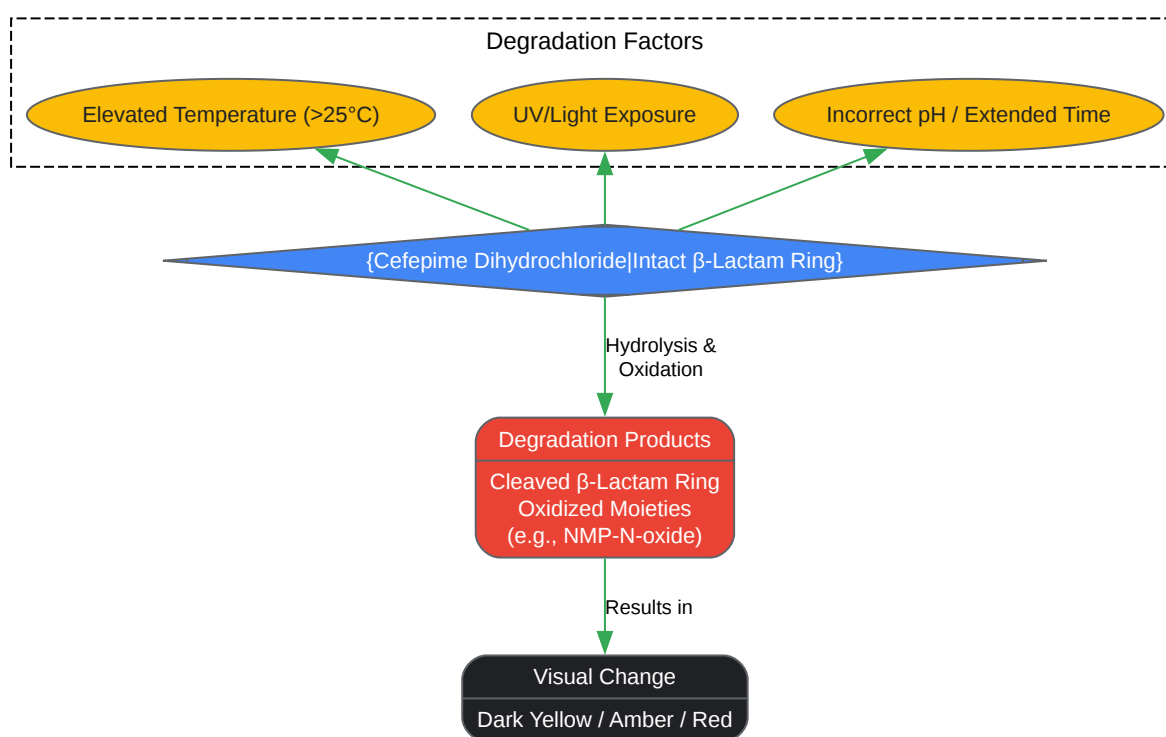 Degradation Factors
Elevated Temperature (>25°C)
UV/Light Exposure
Incorrect pH / Extended Time
{Cefepime Dihydrochloride|Intact β-Lactam Ring}
Hydrolysis &
Oxidation
Degradation Products
Cleaved β-Lactam Ring
Oxidized Moieties
(e.g., NMP-N-oxide)
Results in
Visual Change
Dark Yellow / Amber / Red